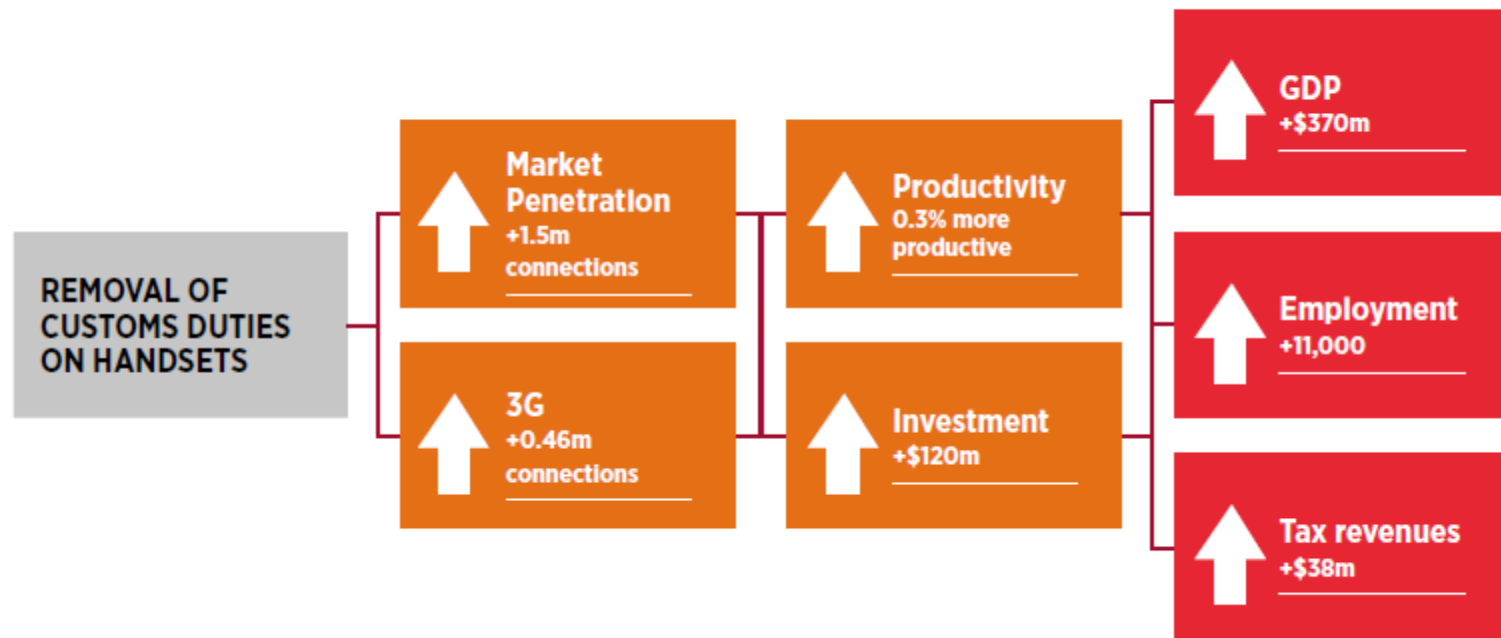 REMOVAL OF
CUSTOMS DUTIES
ON HANDSETS
Market
Penetration
+1.5m
connections
3G
+0.46m
connections
Productivity
0.3% more
productive
Investment
+$120m
GDP
+$370m
Employment
+11,000
Tax revenues
+$38m